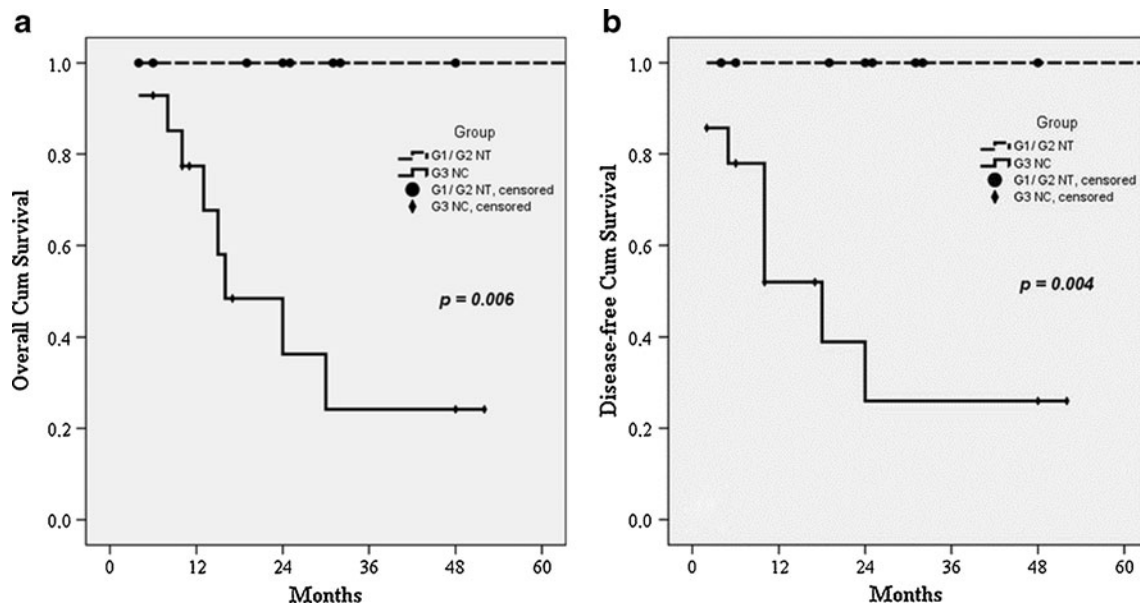 a
Overall Cum Survival
1.0
0.8
0.6
0.4
0.2
0.0
Group
G1/ G2 NT
G3 NC
G1/ G2 NT, censored
G3 NC, censored
p = 0.006
0 12 24 36 48 60
Months
b
Disease-free Cum Survival
1.0
0.8
0.6
0.4
0.2
0.0
Group
G1/ G2 NT
G3 NC
G1/ G2 NT, censored
G3 NC, censored
p = 0.004
0 12 24 36 48 60
Months